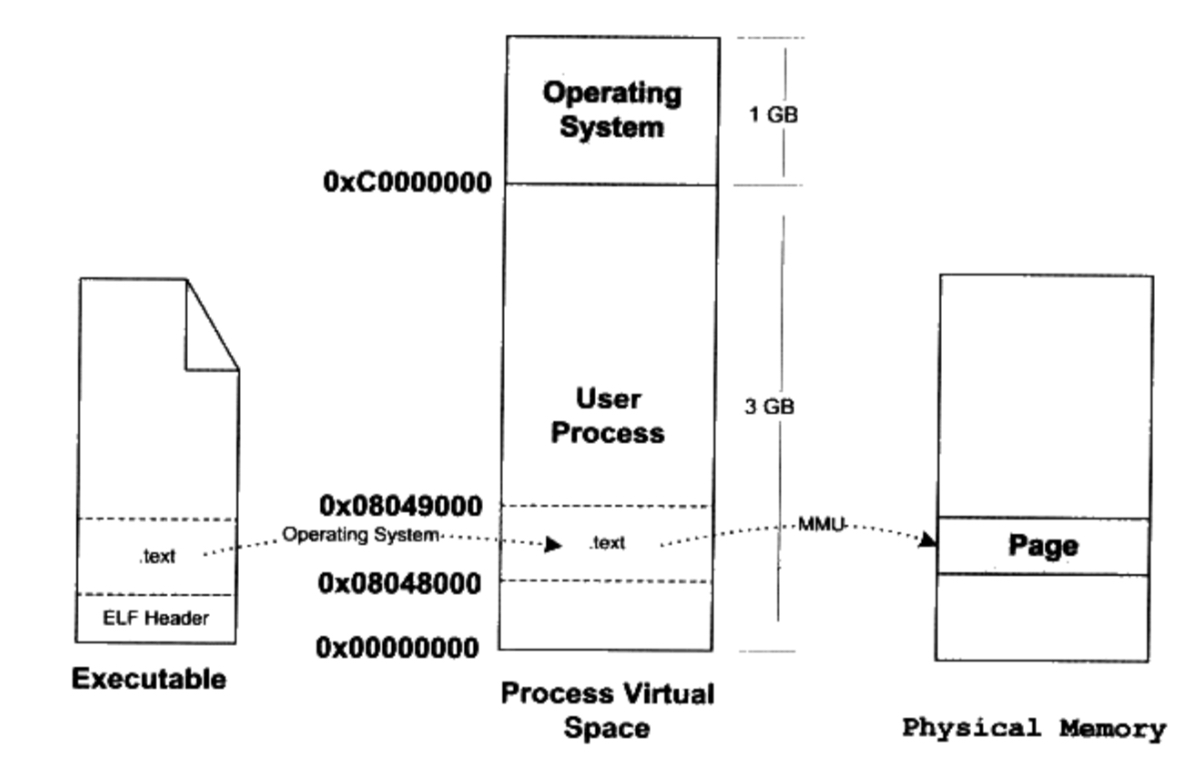 Operating
System
1 GB
0xC0000000
User
Process
3 GB
0x08049000
Operating System
.text
MMU
Page
.text
0x08048000
ELF Header
0x00000000
Executable
Process Virtual
Space
Physical Memory